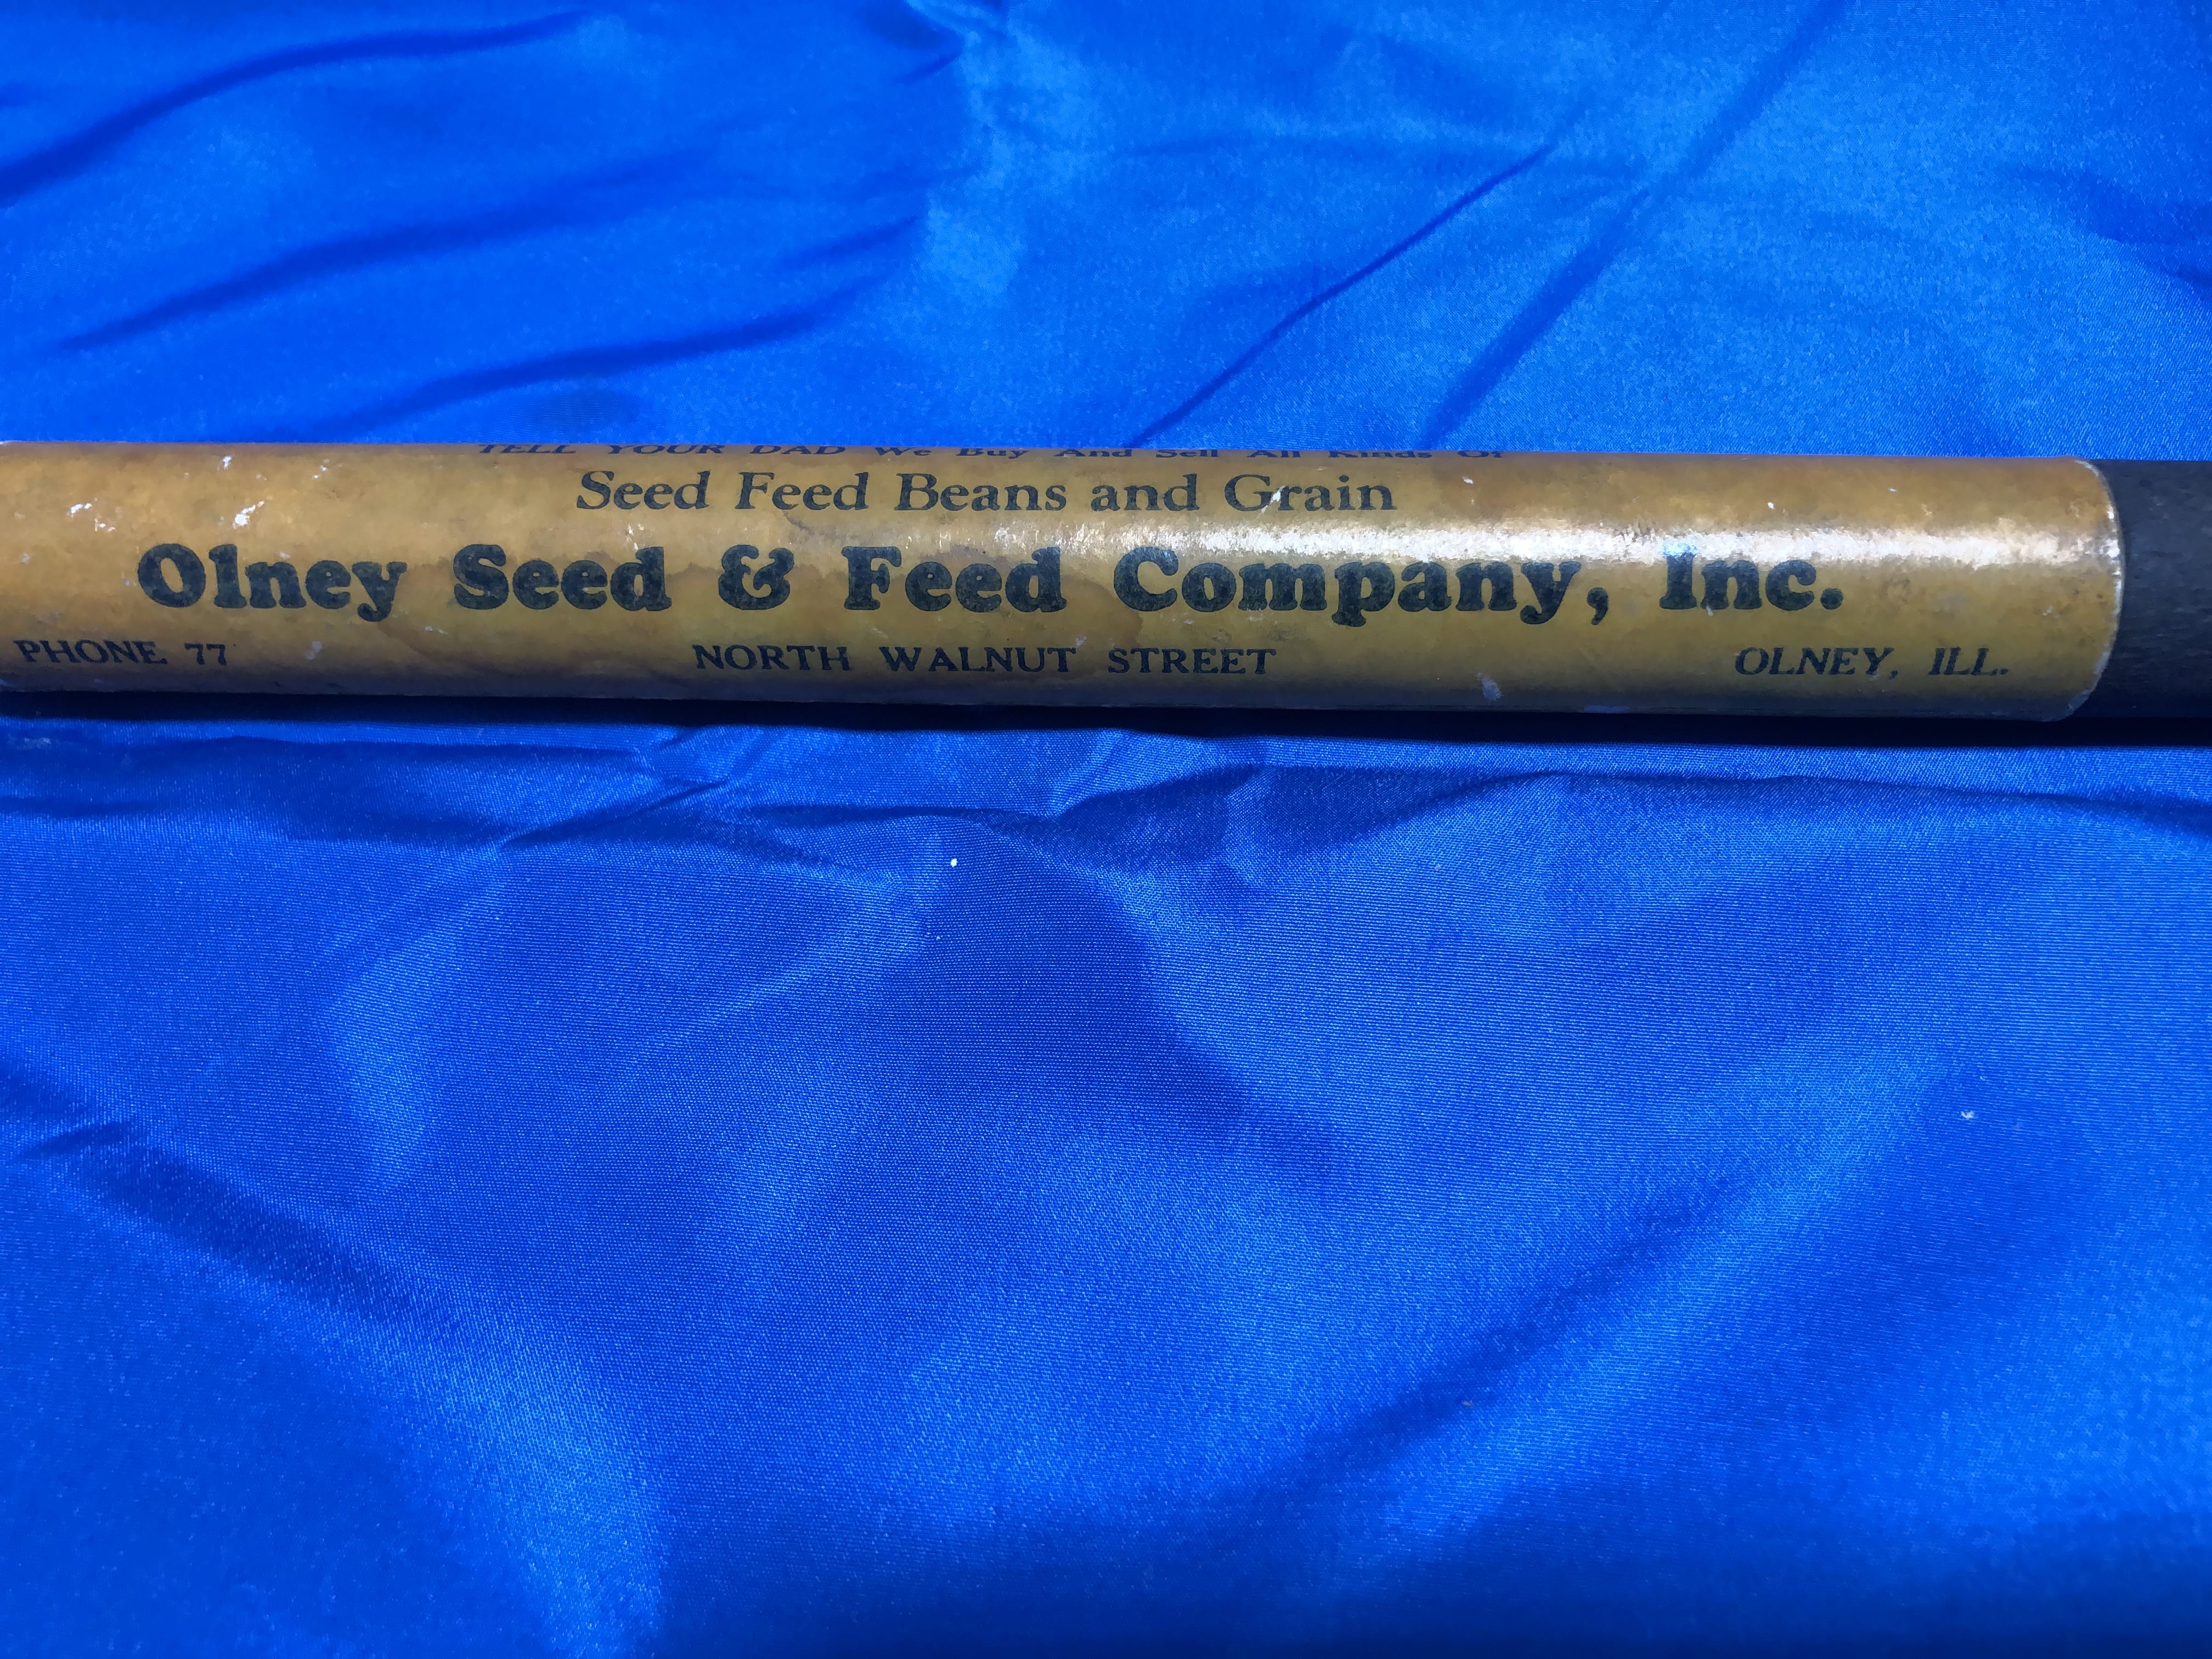 TELL YOUR DAD We Buy And Sell All Kinds Of
Seed Feed Beans and Grain
Olney Seed & Feed Company, Inc.
PHONE 77 NORTH WALNUT STREET OLNEY, ILL.